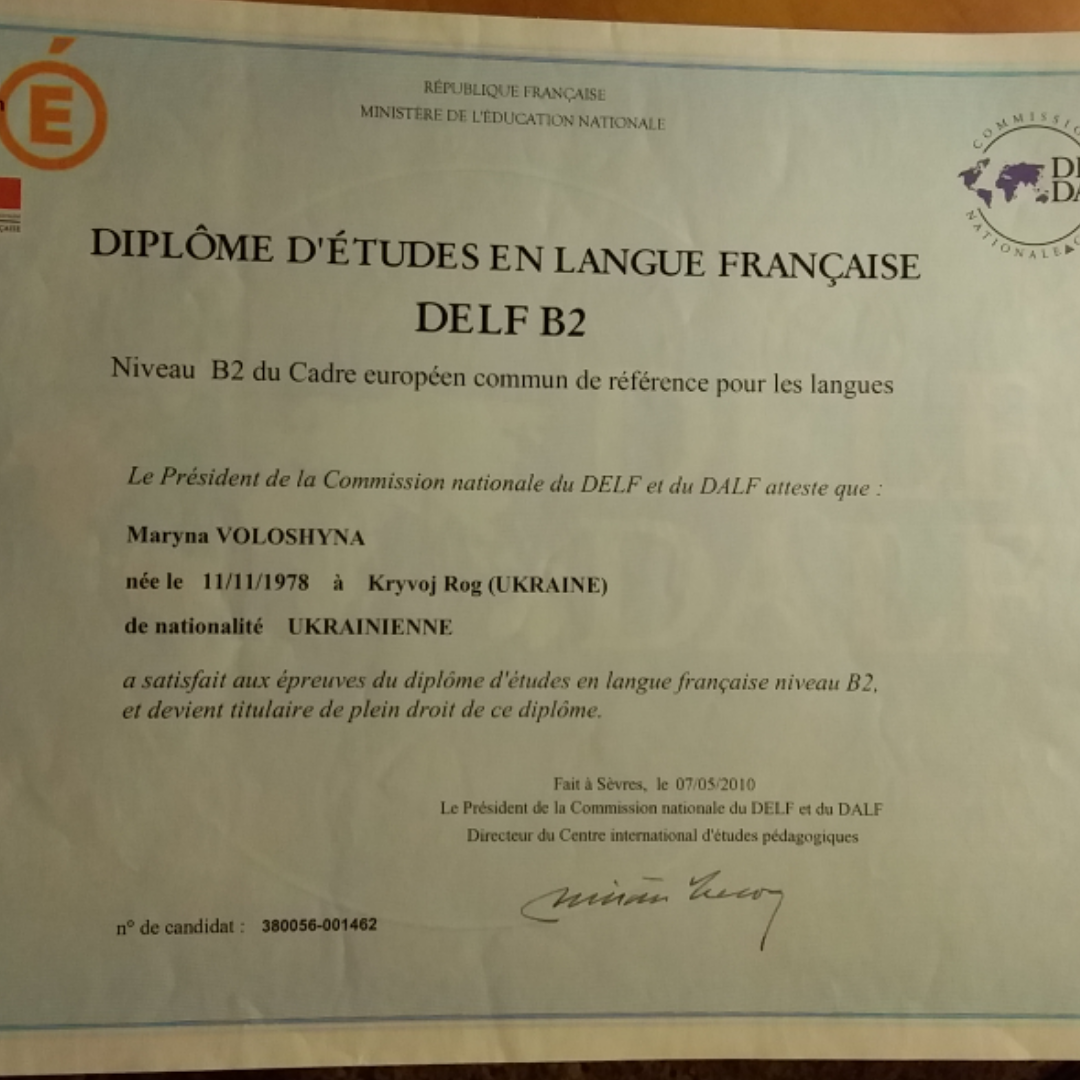 É
RÉPUBLIQUE FRANÇAISE
MINISTÈRE DE L'ÉDUCATION NATIONALE
DIPLÔME D'ÉTUDES EN LANGUE FRANÇAISE
DELF B2
Niveau B2 du Cadre européen commun de référence pour les langues
Le Président de la Commission nationale du DELF et du DALF atteste que :
Maryna VOLOSHYNA
née le 11/11/1978 à Kryvoj Rog (UKRAINE)
de nationalité UKRAINIENNE
a satisfait aux épreuves du diplôme d'études en langue française niveau B2,
et devient titulaire de plein droit de ce diplôme.
Fait à Sèvres, le 07/05/2010
Le Président de la Commission nationale du DELF et du DALF
Directeur du Centre international d'études pédagogiques
n° de candidat : 380056-001462